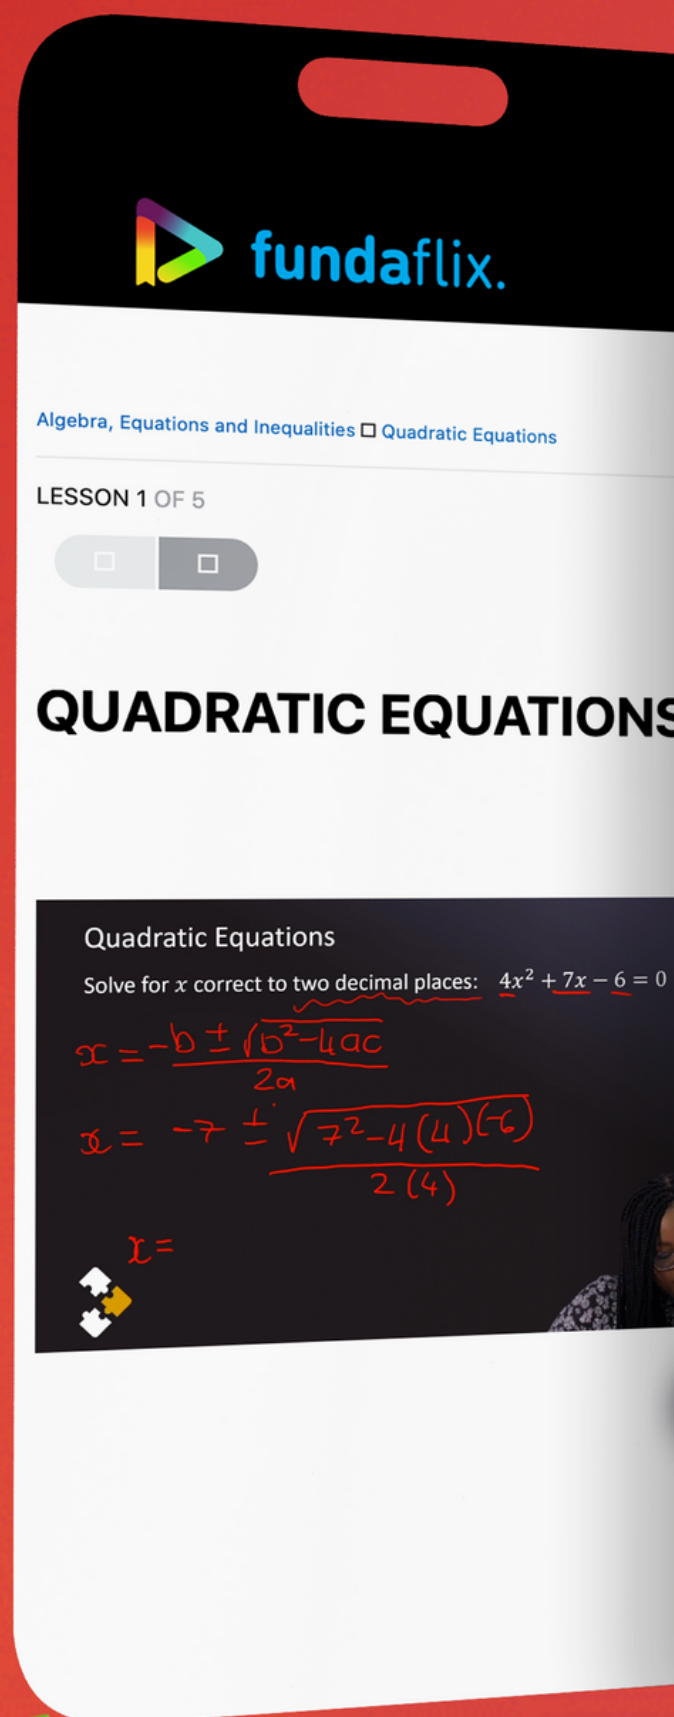 fundaflix.
Algebra, Equations and Inequalities Quadratic Equations
LESSON 1 OF 5
QUADRATIC EQUATIONS
Quadratic Equations
Solve for x correct to two decimal places: 4x² + 7x − 6 = 0
x = -b ± √b²-4ac
2a
x = -7 ± √7²-4(4)(-6)
2(4)
x =